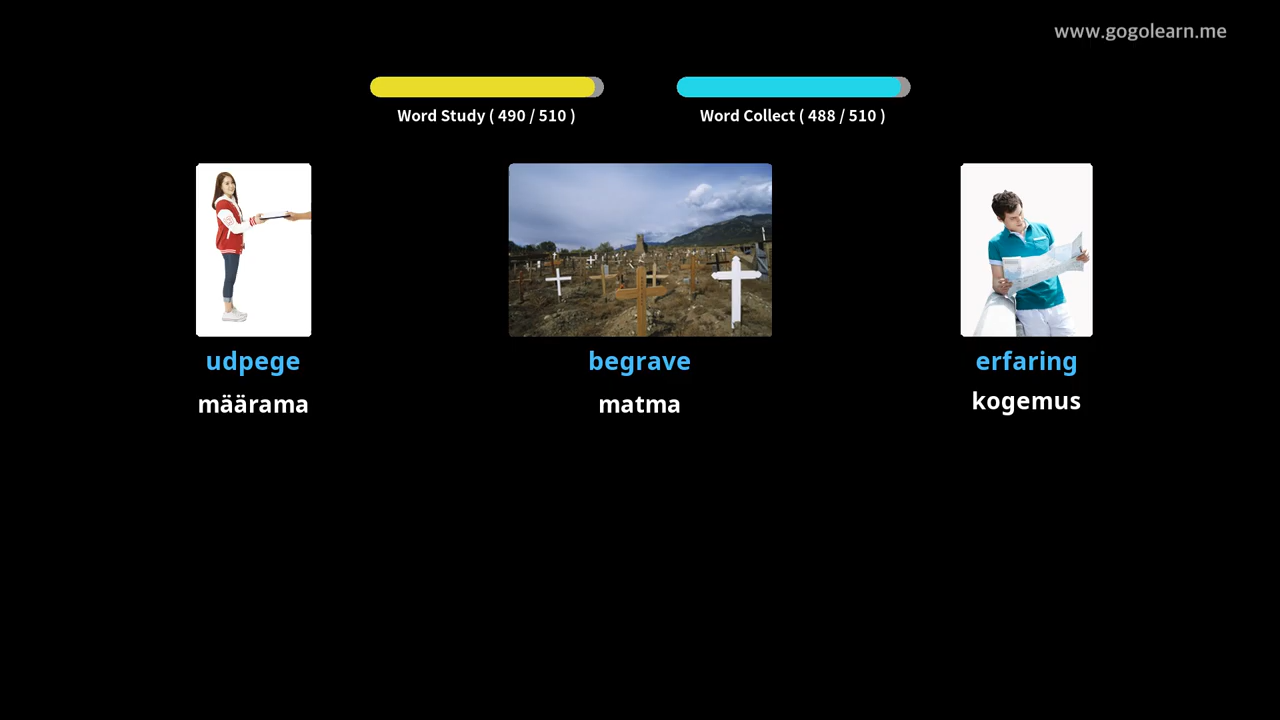 www.gogolearn.me
Word Study ( 490 / 510 )
Word Collect ( 488 / 510 )
udpege
begrave
erfaring
määrama
matma
kogemus